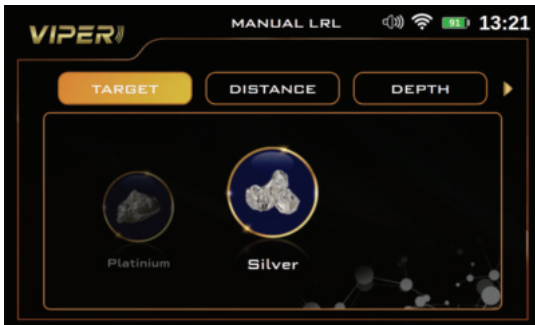 VIPER
MANUAL LRL
91
13:21
TARGET
DISTANCE
DEPTH
Platinium
Silver